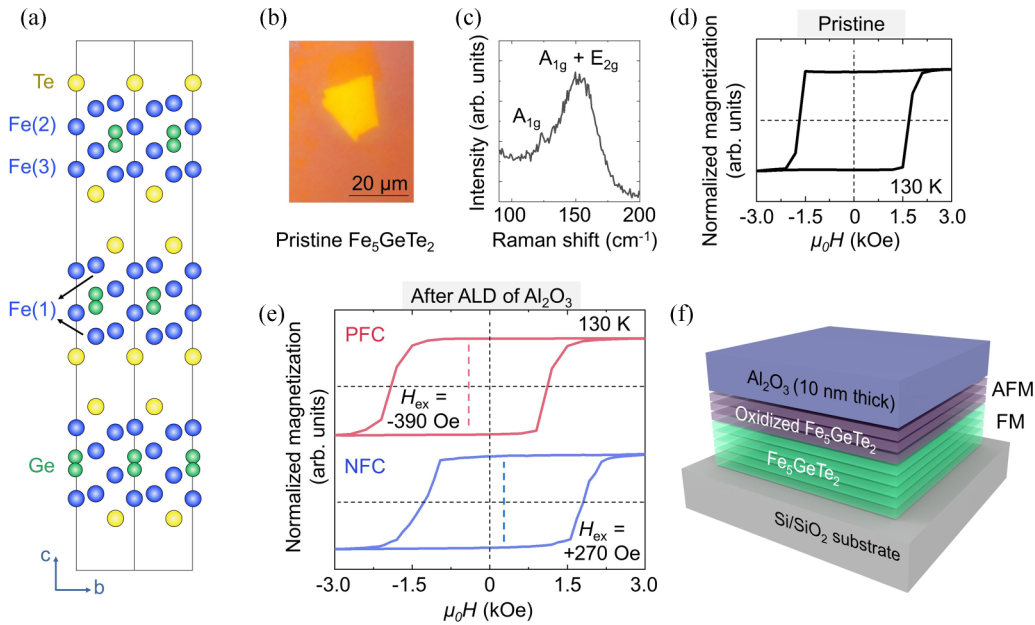 (a)
Te
Fe(2)
Fe(3)
Fe(1)
Ge
c
b
(b)
20 μm
Pristine Fe₅GeTe₂
(c)
Intensity (arb. units)
A₁g + E₂g
A₁g
100
150
200
Raman shift (cm⁻¹)
(d)
Pristine
Normalized magnetization
(arb. units)
130 K
-3.0
-1.5
0
1.5
3.0
μ₀H (kOe)
(e)
After ALD of Al₂O₃
Normalized magnetization
(arb. units)
PFC
130 K
Hₑₓ =
-390 Oe
NFC
Hₑₓ =
+270 Oe
-3.0
-1.5
0
1.5
3.0
μ₀H (kOe)
(f)
Al₂O₃ (10 nm thick)
AFM
Oxidized Fe₅GeTe₂
FM
Fe₅GeTe₂
Si/SiO₂ substrate